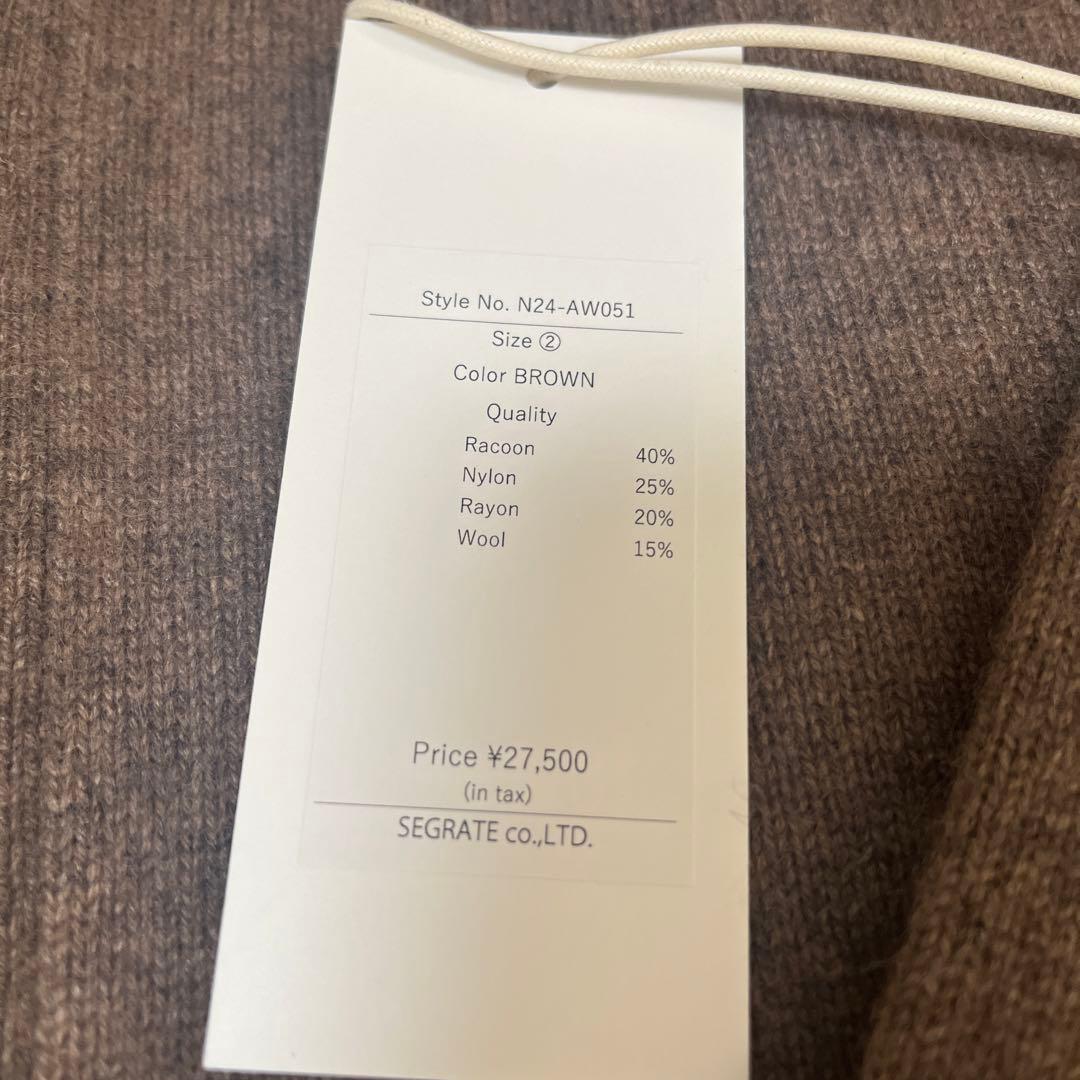 Style No. N24-AW051
Size ②
Color BROWN
Quality
Racoon 40%
Nylon 25%
Rayon 20%
Wool 15%
Price ¥27,500
(in tax)
SEGRATE co.,LTD.